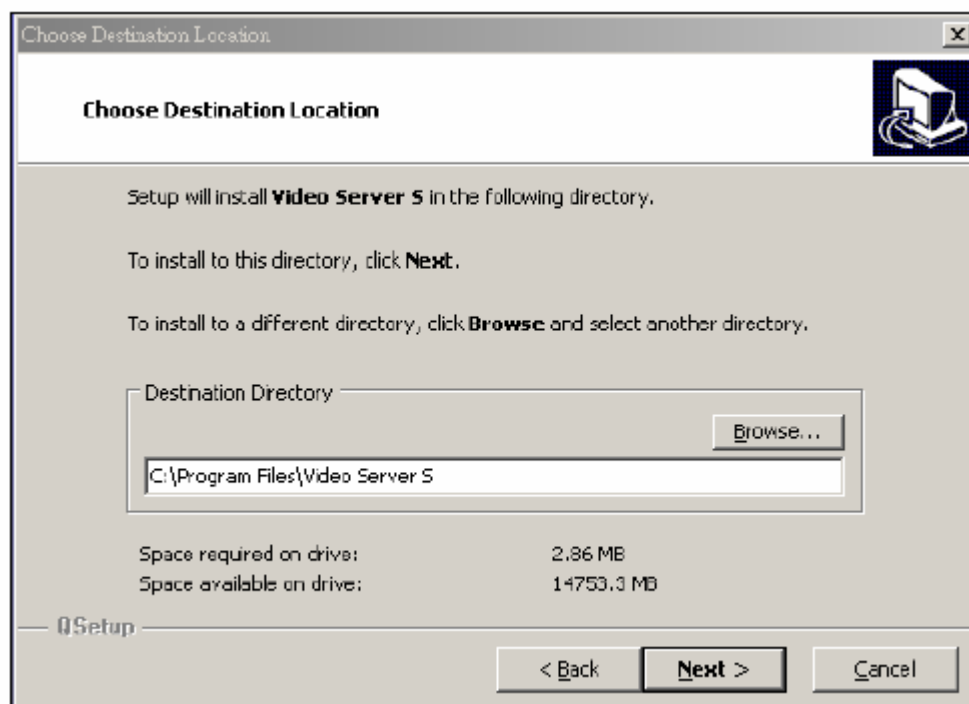 Choose Destination Location
Choose Destination Location
Setup will install Video Server S in the following directory.
To install to this directory, click Next.
To install to a different directory, click Browse and select another directory.
Destination Directory
Browse...
C:\Program Files\Video Server S
Space required on drive: 2.86 MB
Space available on drive: 14753.3 MB
QSetup
< Back Next > Cancel